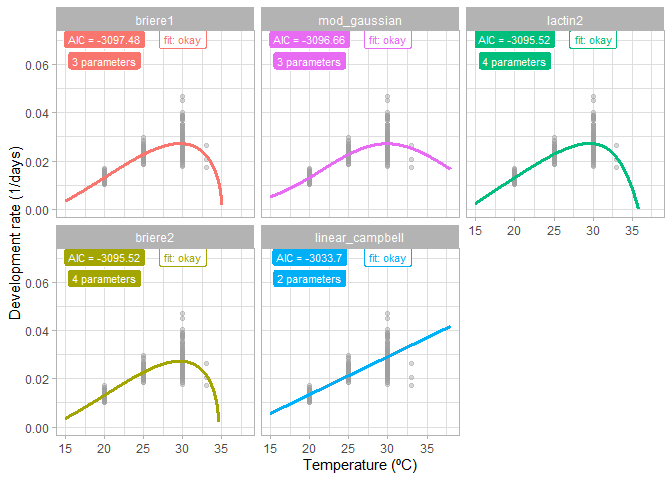 briere1
mod_gaussian
lactin2
AIC = -3097.48 fit: okay
3 parameters
AIC = -3096.66 fit: okay
3 parameters
AIC = -3095.52 fit: okay
4 parameters
0.06
0.04
0.02
0.00
15 20 25 30 35
briere2
linear_campbell
AIC = -3095.52 fit: okay
4 parameters
AIC = -3033.7 fit: okay
2 parameters
0.06
0.04
0.02
0.00
15 20 25 30 35
15 20 25 30 35
Temperature (ºC)
Development rate (1/days)